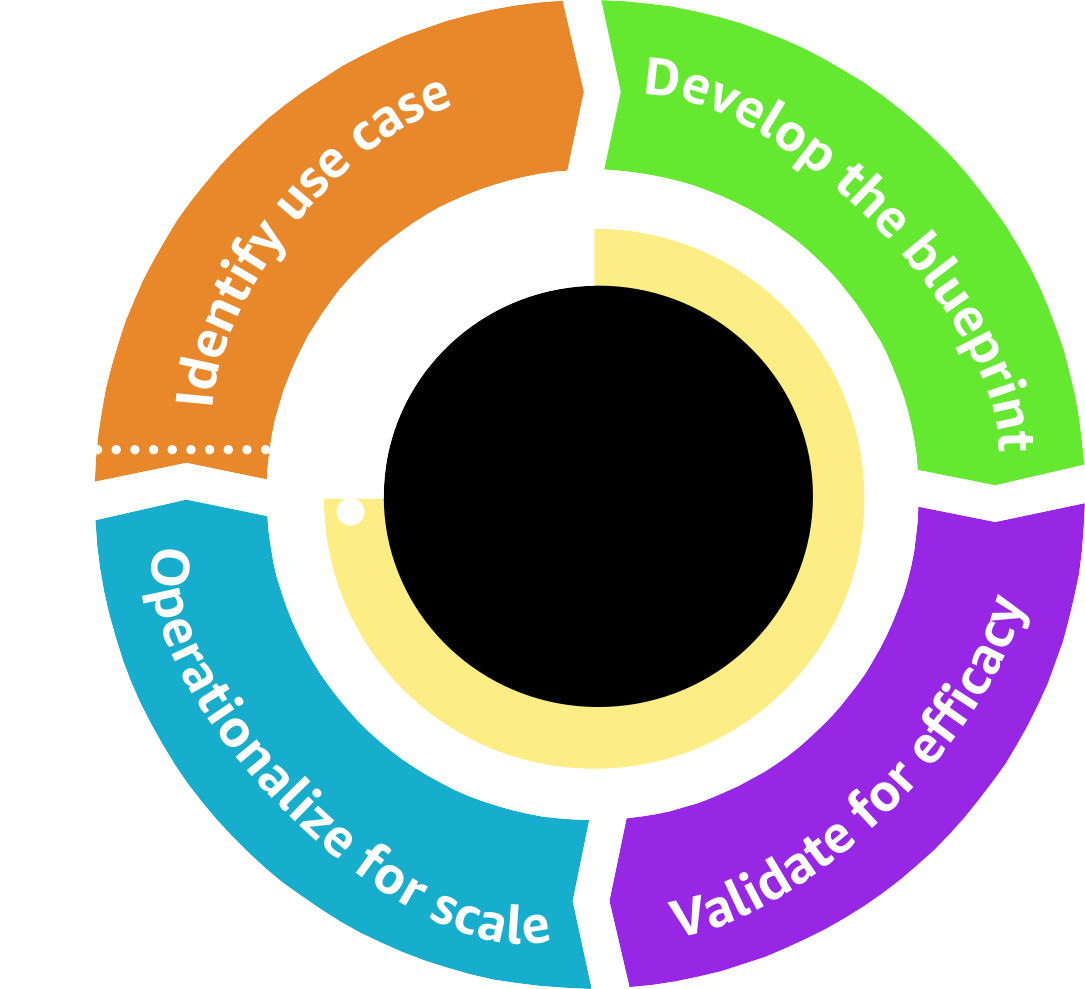 Identify use case
Develop the blueprint
Validate for efficacy
Operationalize for scale